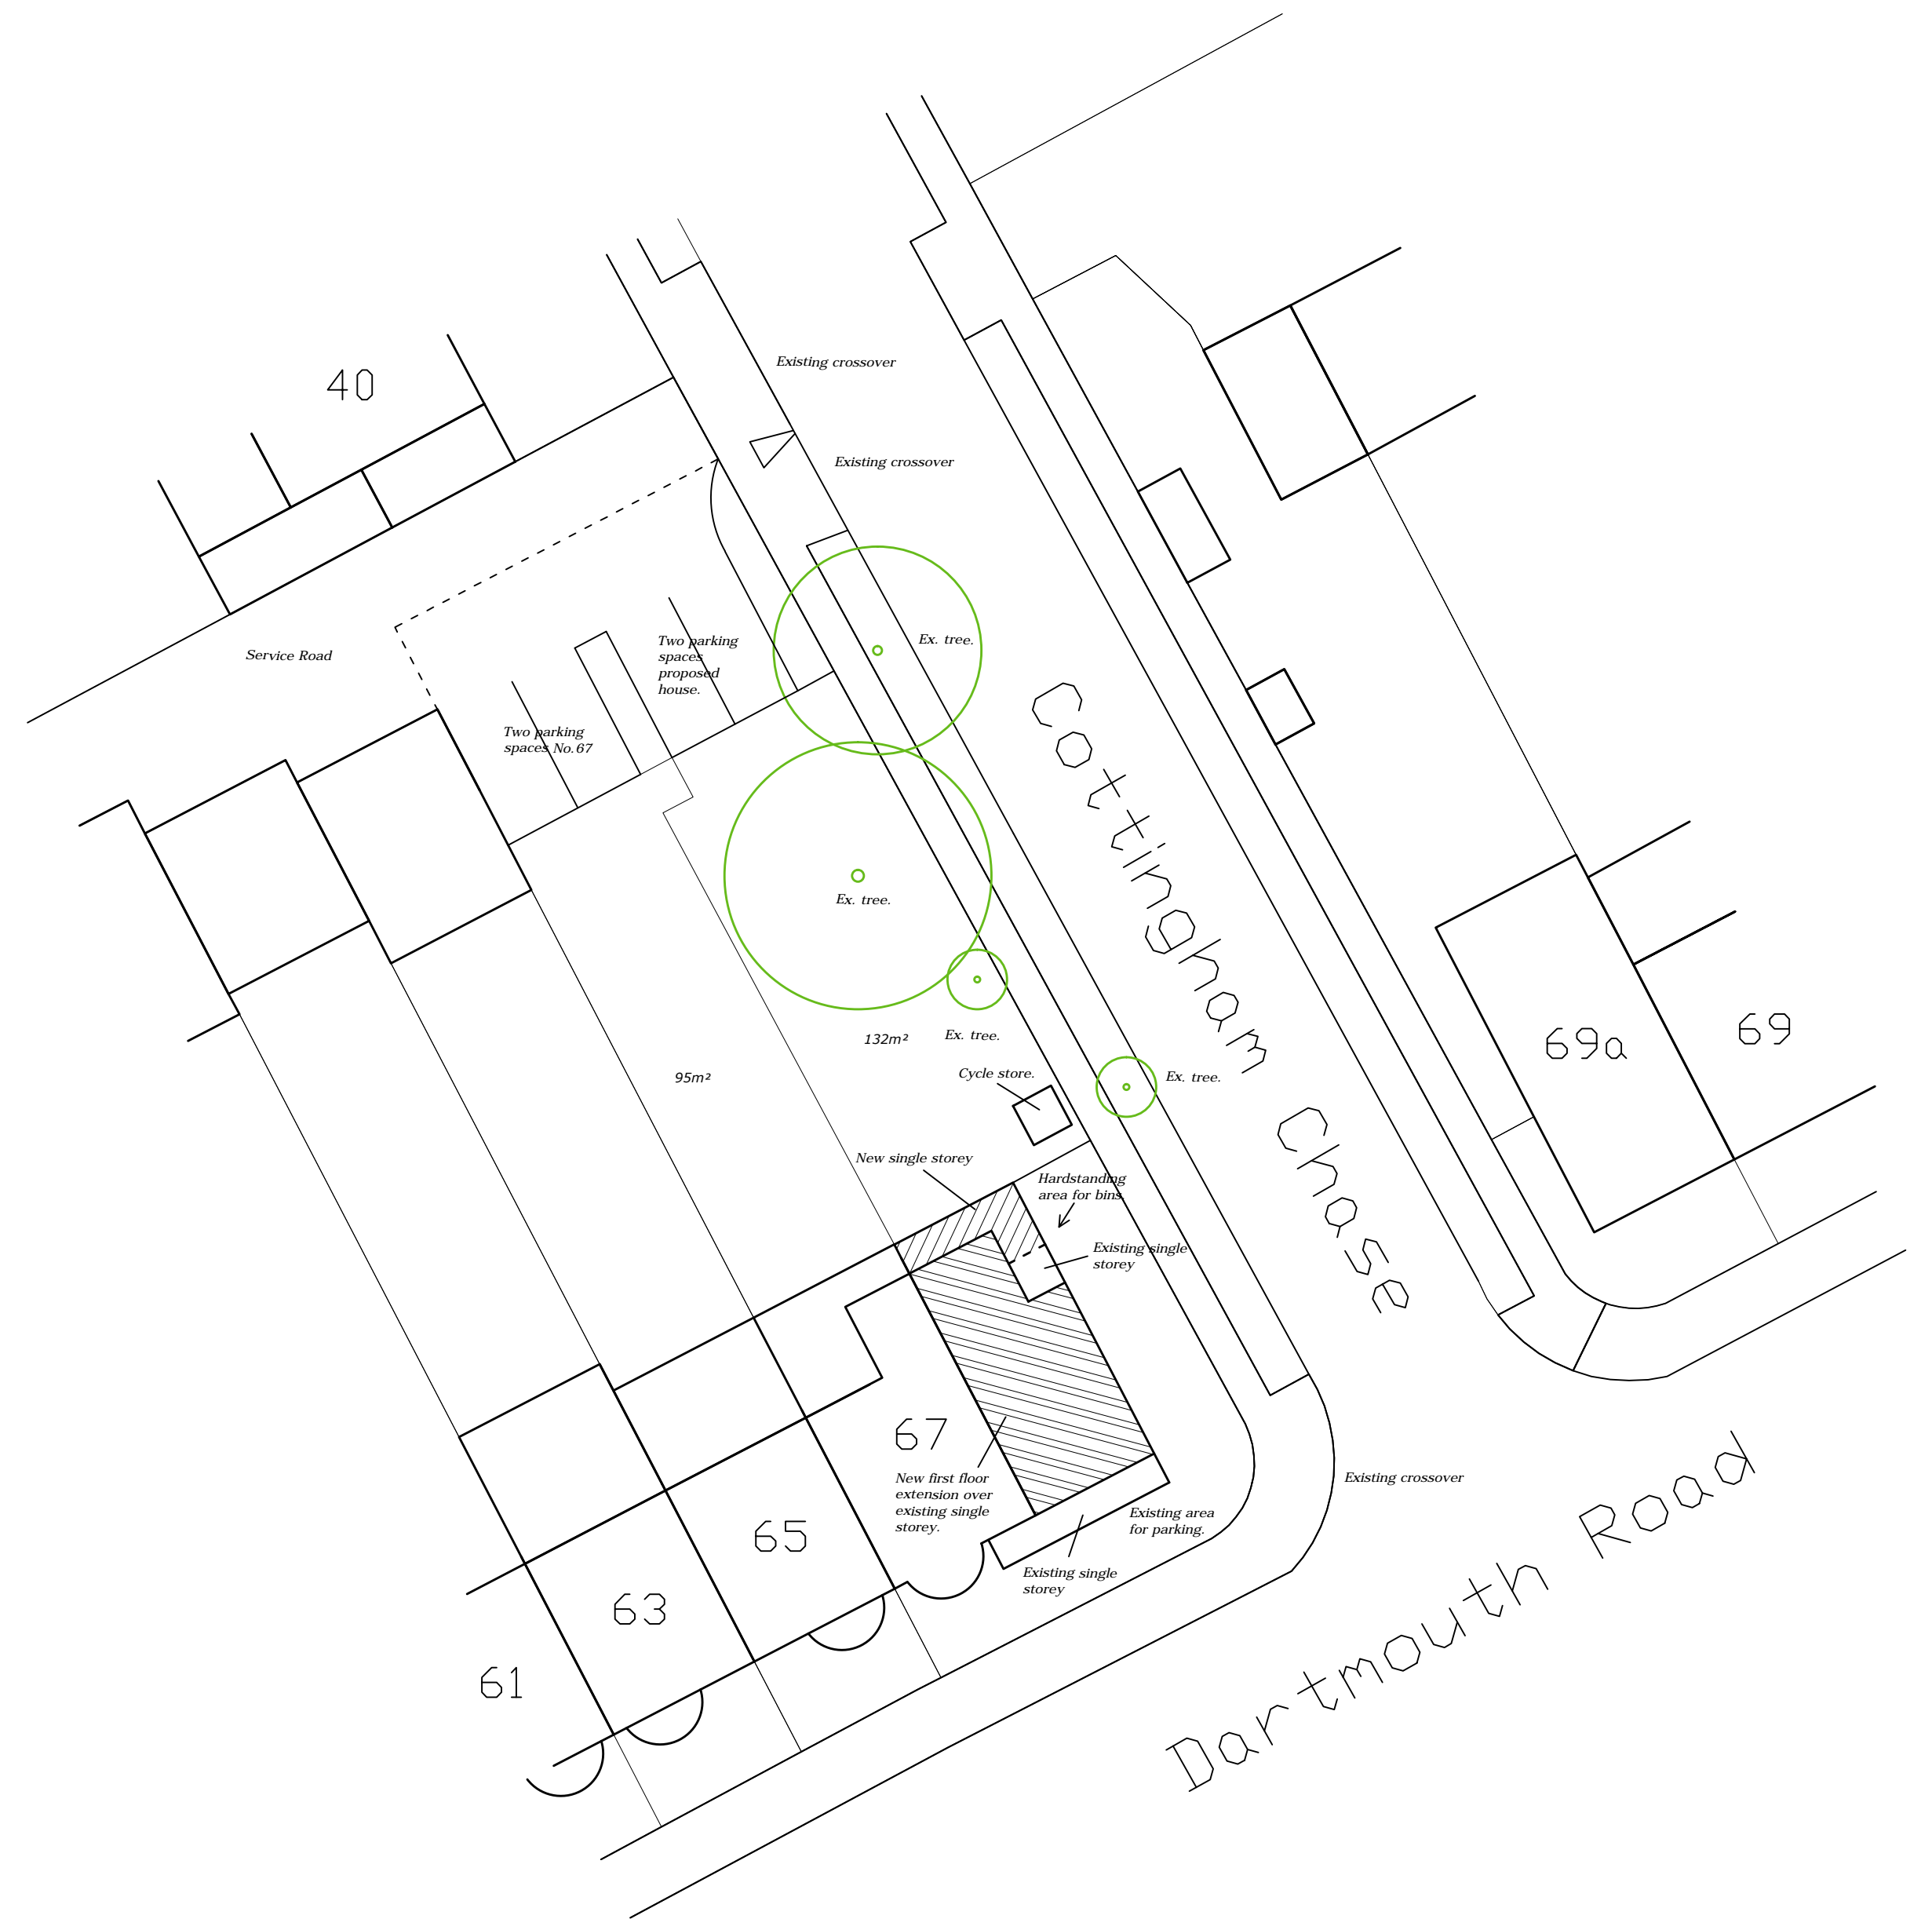 Existing crossover
40
Existing crossover
Ex. tree.
Two parking
spaces
proposed
house.
Service Road
Two parking
spaces No.67
Ex. tree.
Cottingham Chase
132m²
Ex. tree.
69
69a
95m²
Cycle store.
Ex. tree.
New single storey
Hardstanding
area for bins.
Existing single
storey
67
New first floor
extension over
existing single
storey.
Existing crossover
Existing area
for parking.
65
Existing single
storey
63
61
Dartmouth Road